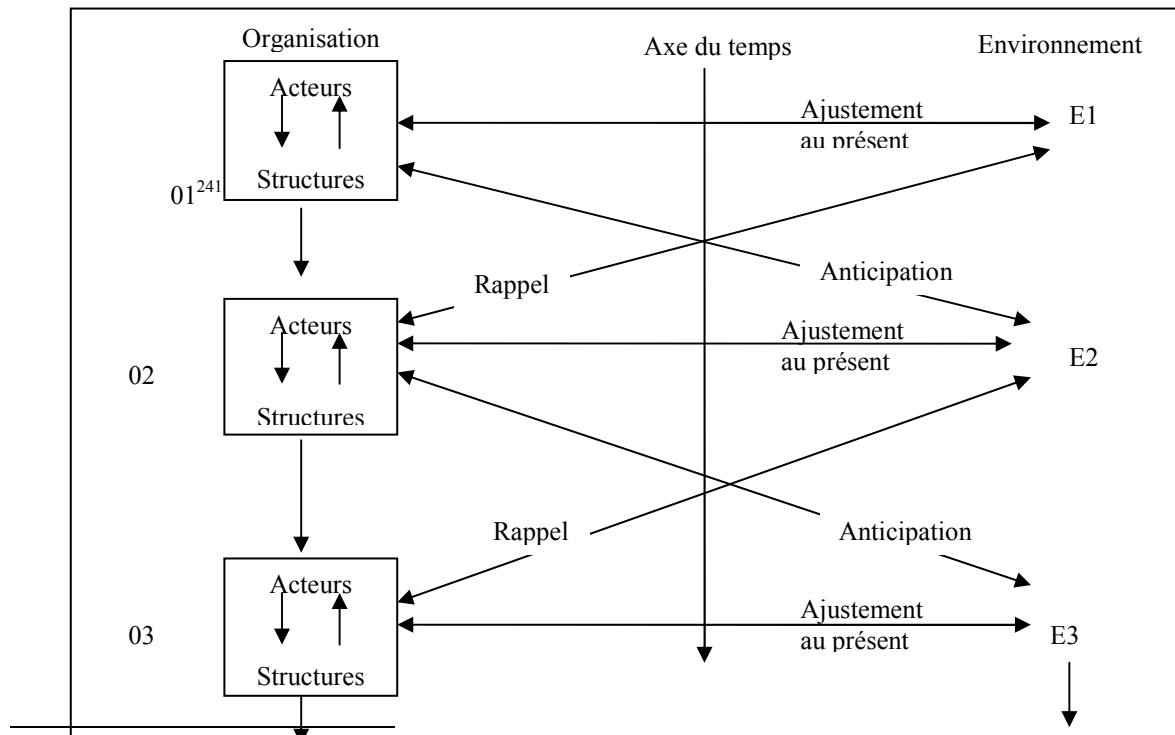 Organisation
Axe du temps
Environnement
Acteurs
Ajustement
au présent
E1
Structures
01²⁴¹
Rappel
Anticipation
Acteurs
Ajustement
au présent
02
E2
Structures
Rappel
Anticipation
Acteurs
Ajustement
au présent
03
E3
Structures